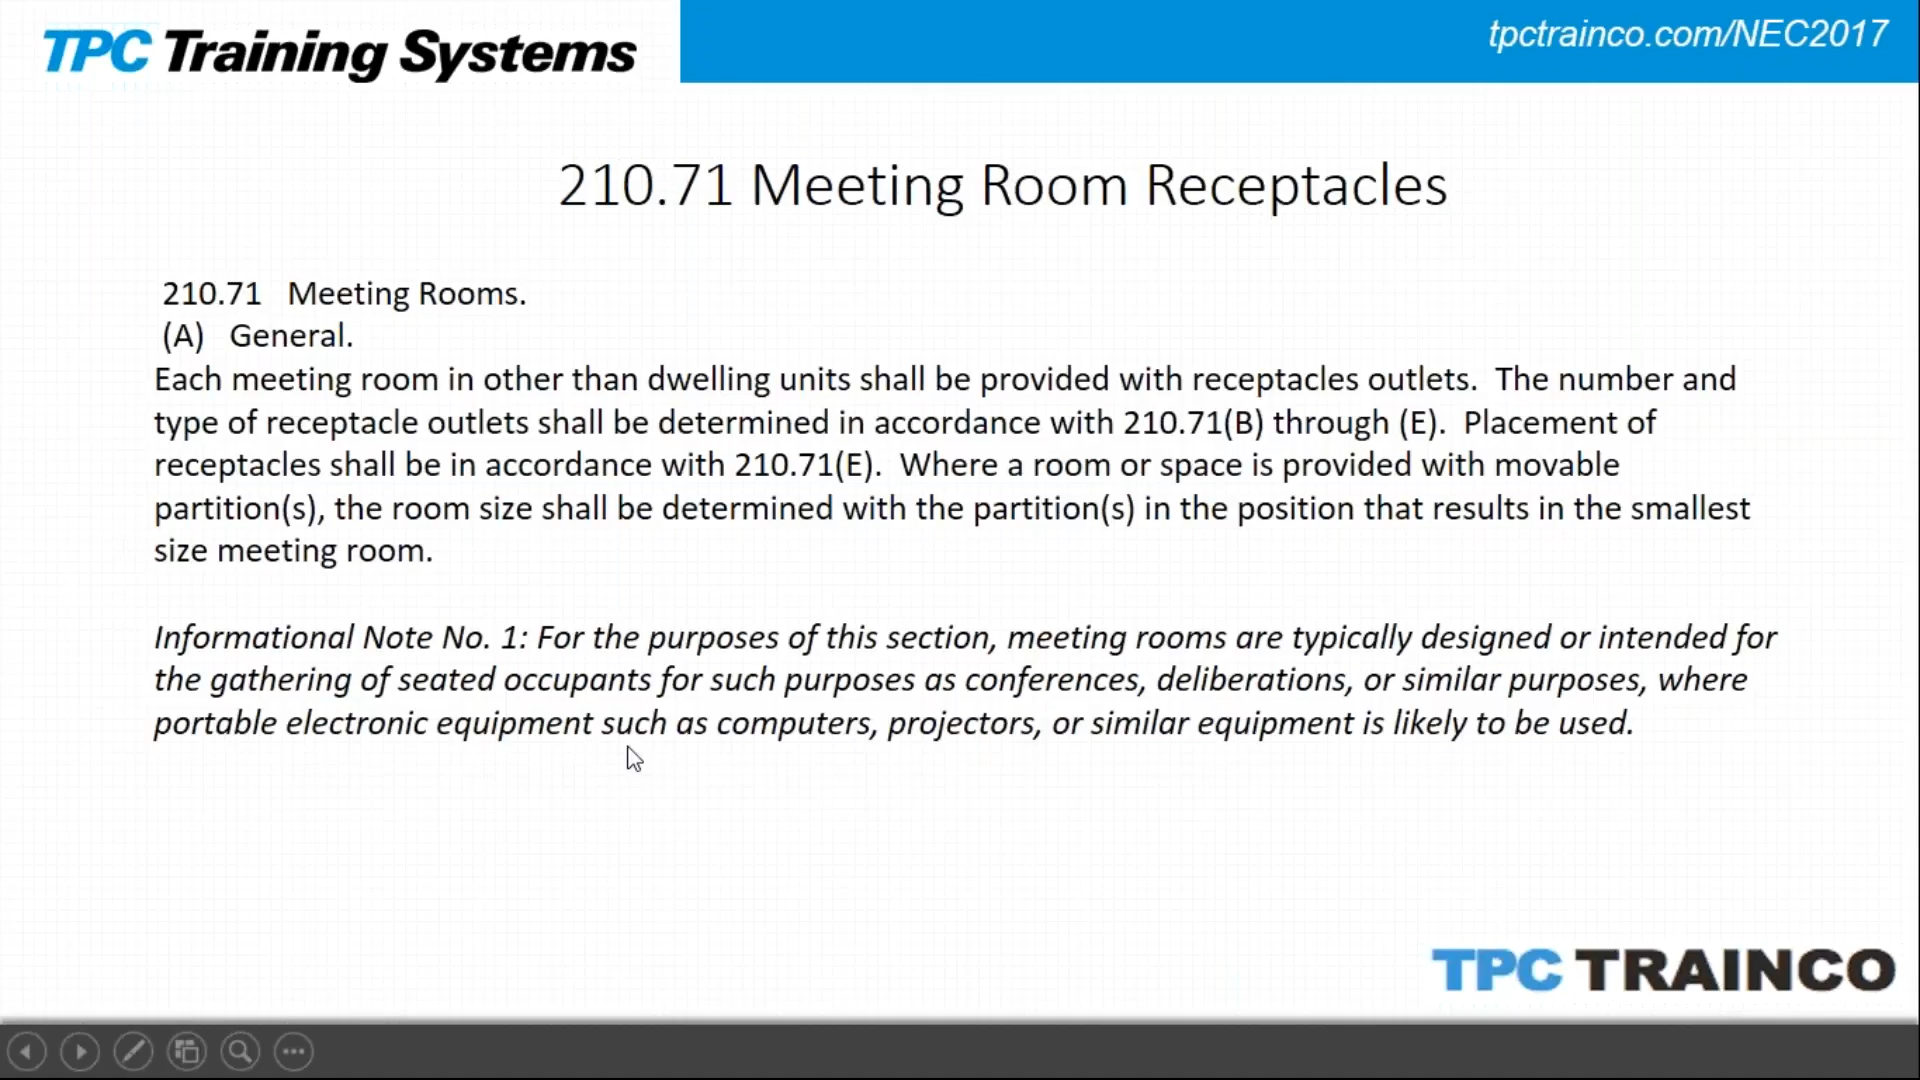 TPC Training Systems
tpctrainco.com/NEC2017
210.71 Meeting Room Receptacles
210.71 Meeting Rooms.
(A) General.
Each meeting room in other than dwelling units shall be provided with receptacles outlets. The number and
type of receptacle outlets shall be determined in accordance with 210.71(B) through (E). Placement of
receptacles shall be in accordance with 210.71(E). Where a room or space is provided with movable
partition(s), the room size shall be determined with the partition(s) in the position that results in the smallest
size meeting room.
Informational Note No. 1: For the purposes of this section, meeting rooms are typically designed or intended for
the gathering of seated occupants for such purposes as conferences, deliberations, or similar purposes, where
portable electronic equipment such as computers, projectors, or similar equipment is likely to be used.
TPC TRAINCO